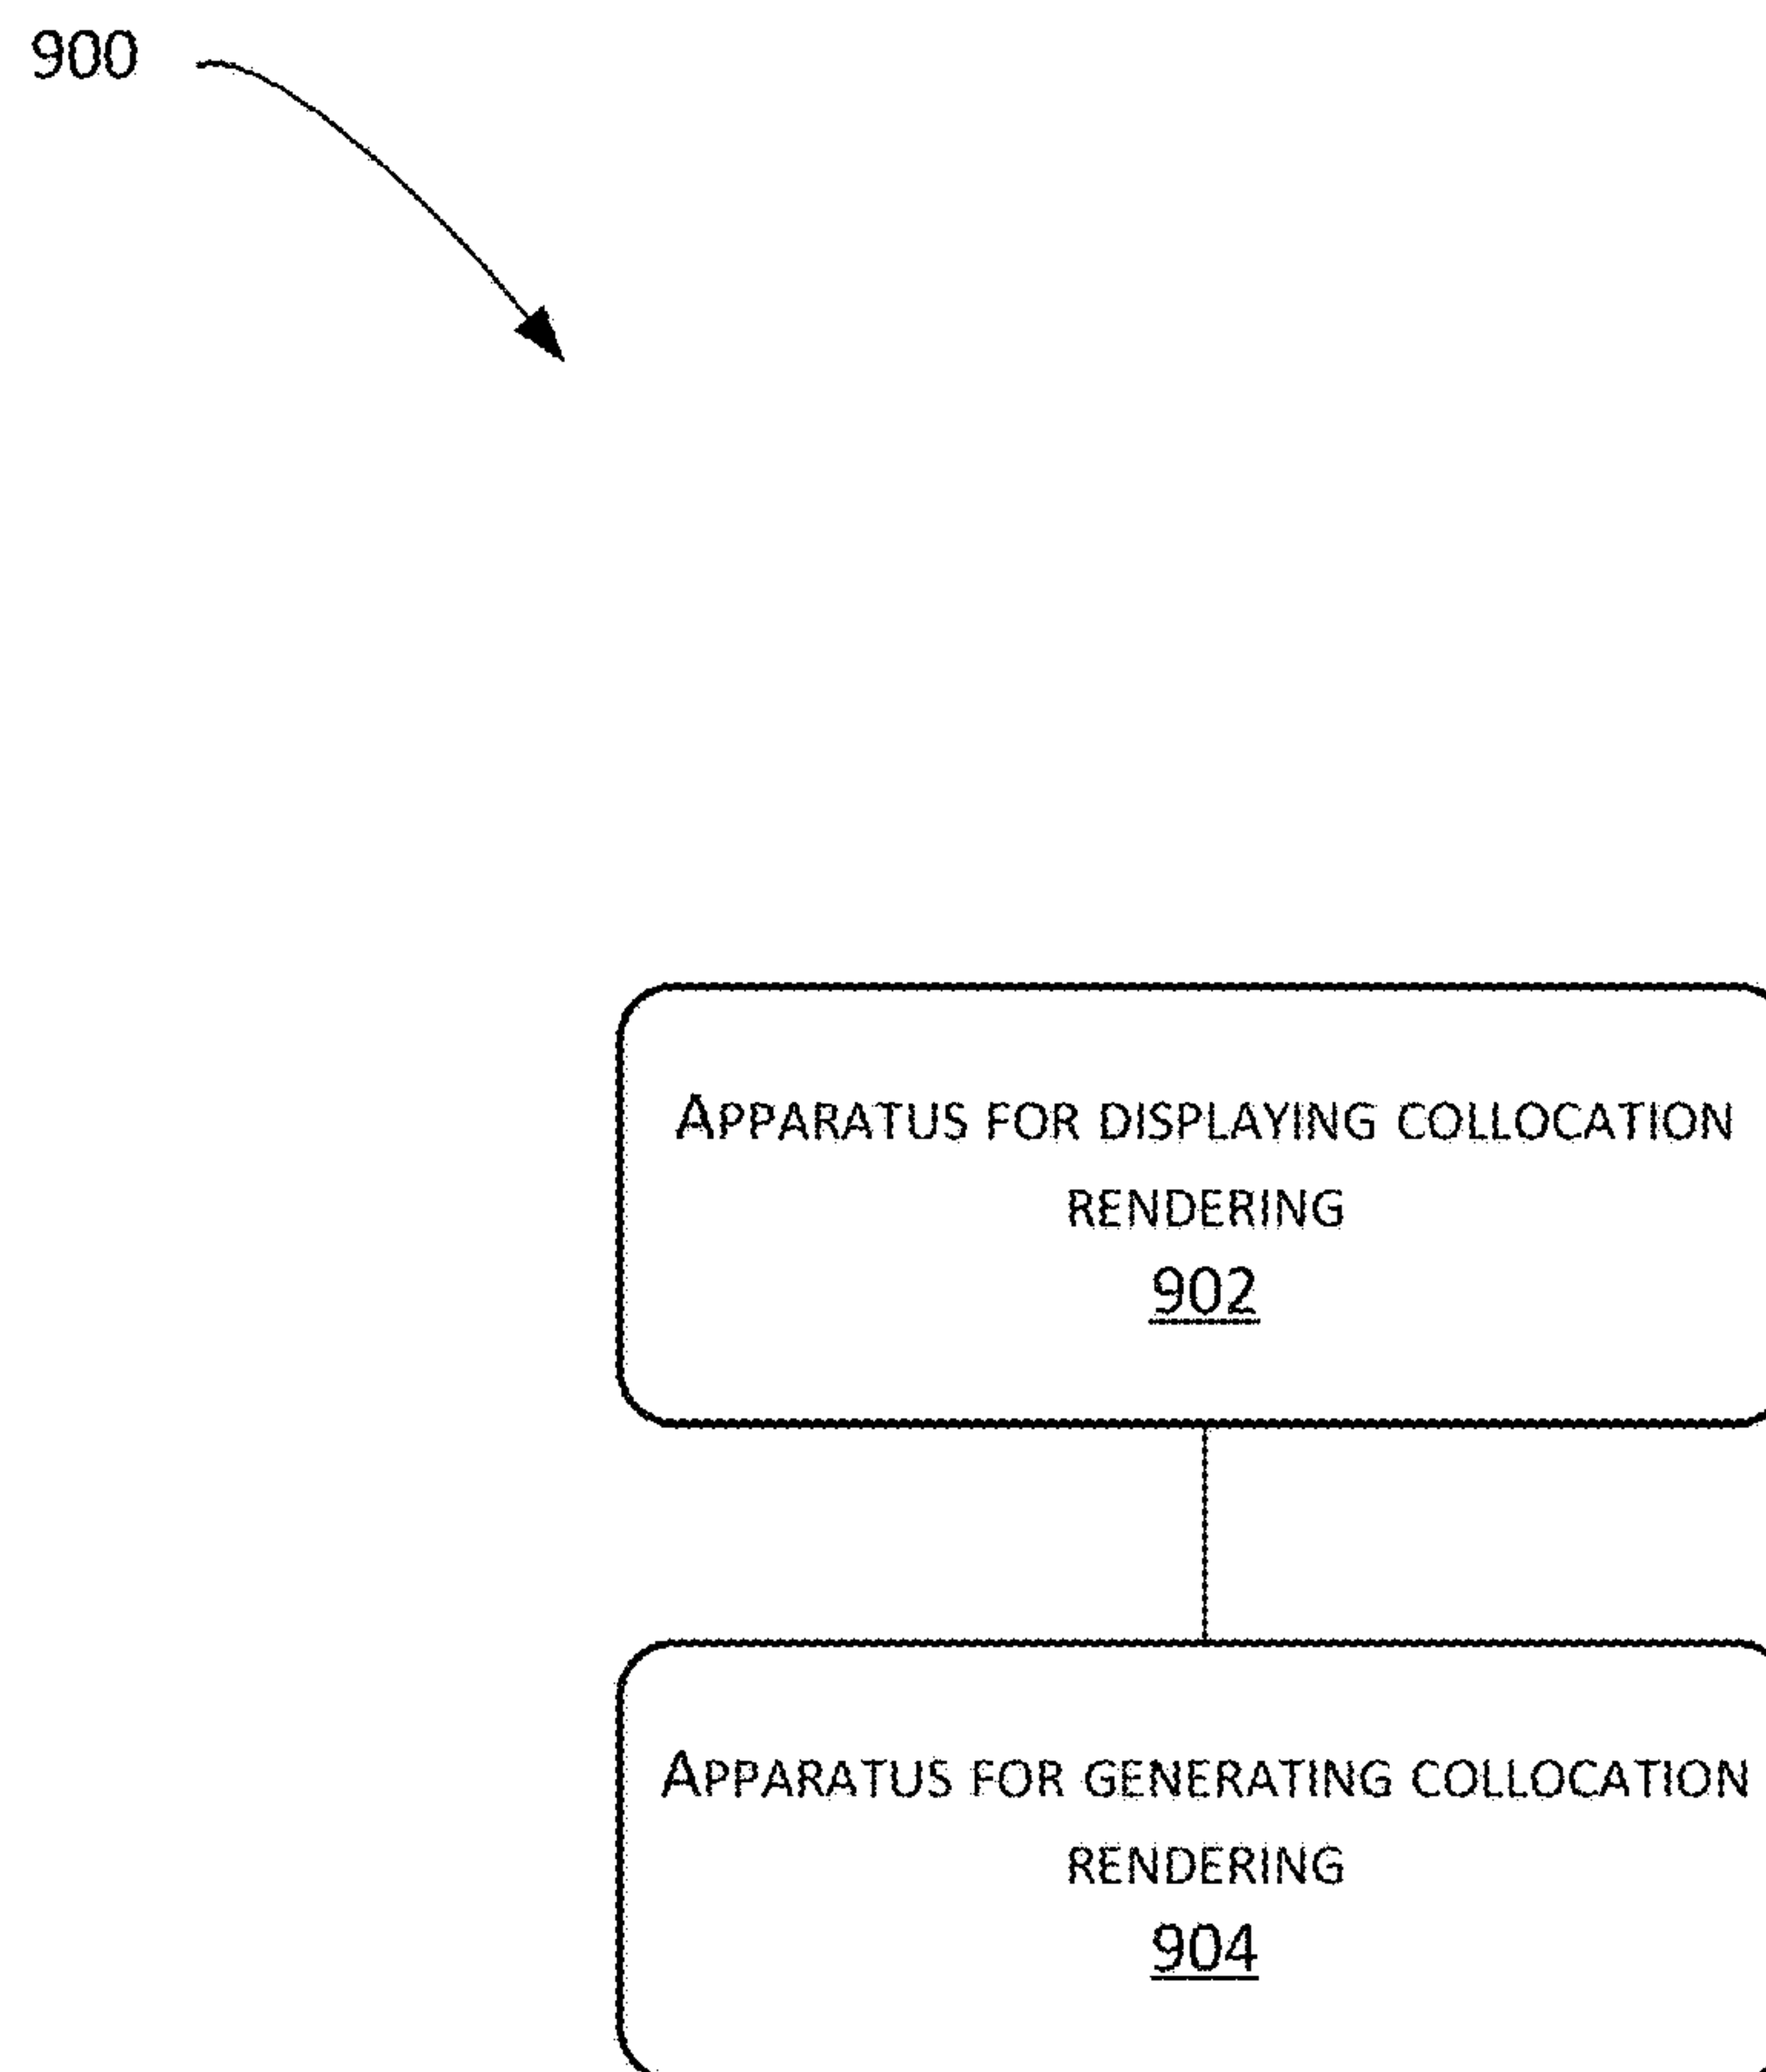 900
APPARATUS FOR DISPLAYING COLLOCATION
RENDERING
902
APPARATUS FOR GENERATING COLLOCATION
RENDERING
904